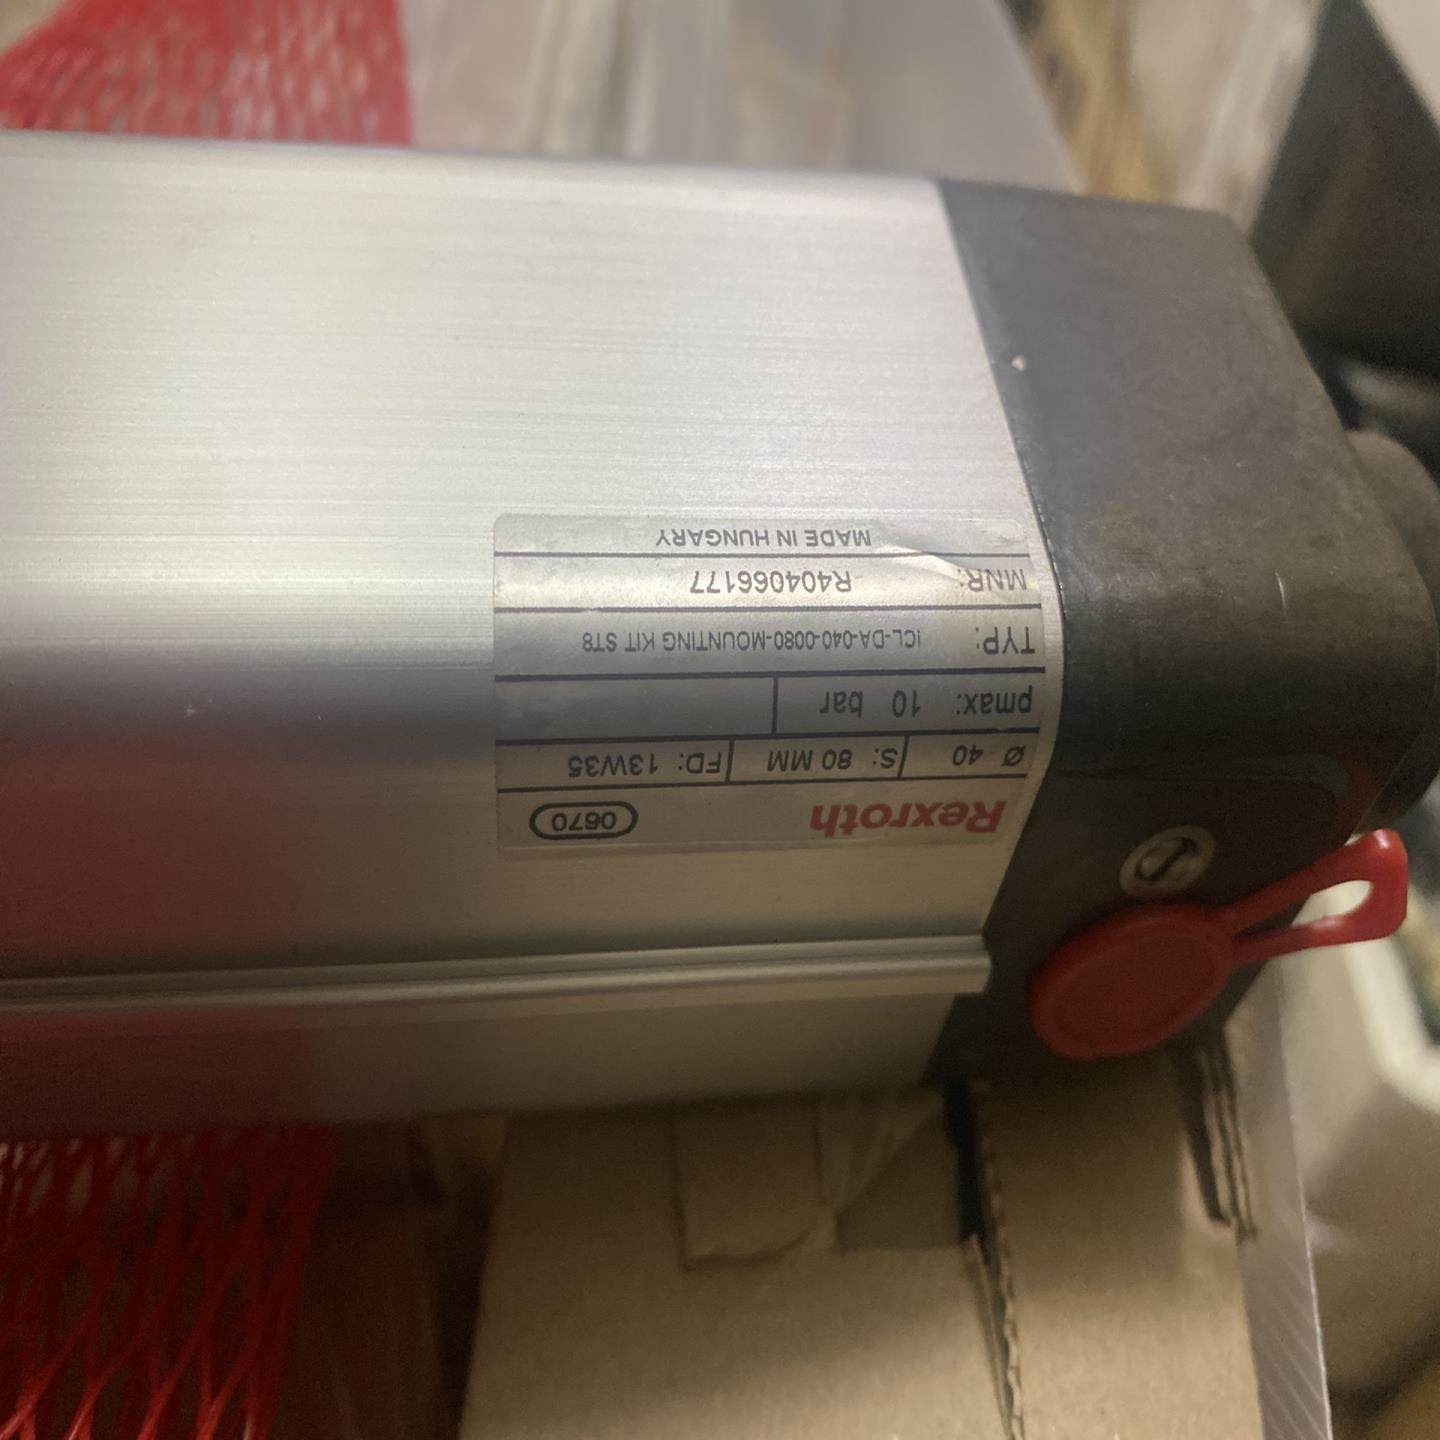 Rexroth 0670
Ø 40 S: 80 MM FD: 13W35
pmax: 10 bar
TYP: ICL-DA-040-0080-MOUNTING KIT ST8
MNR: R404066177
MADE IN HUNGARY